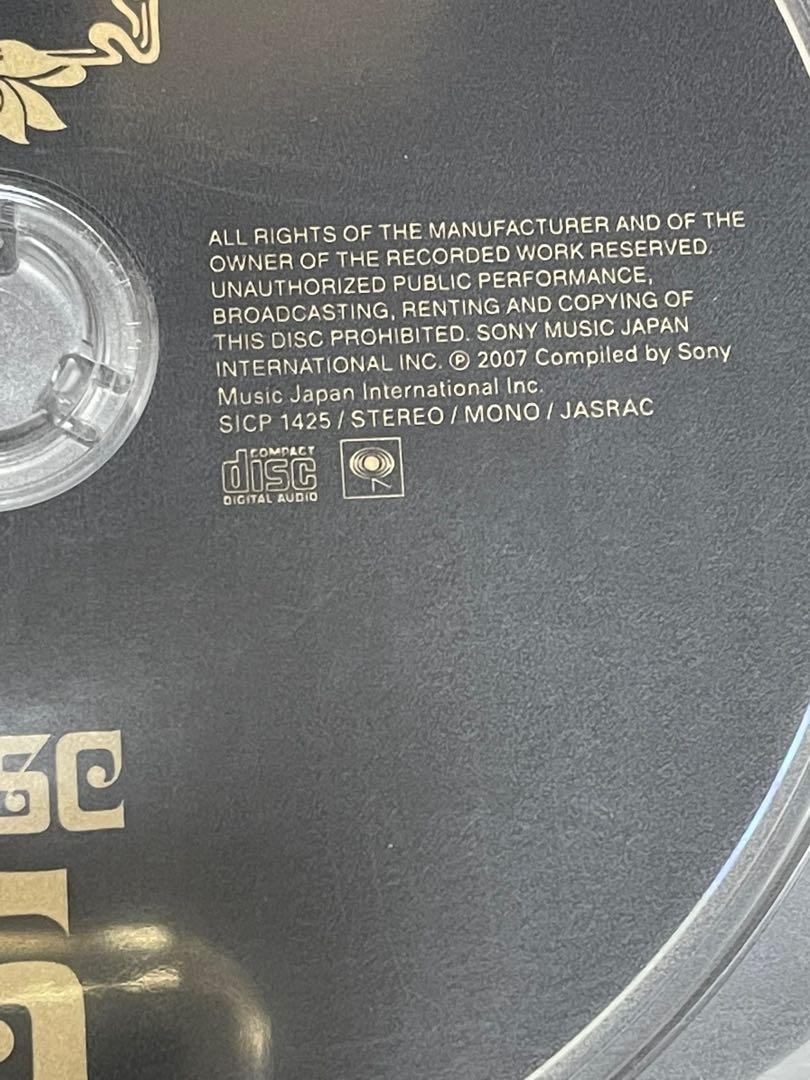 ALL RIGHTS OF THE MANUFACTURER AND OF THE
OWNER OF THE RECORDED WORK RESERVED.
UNAUTHORIZED PUBLIC PERFORMANCE,
BROADCASTING, RENTING AND COPYING OF
THIS DISC PROHIBITED. SONY MUSIC JAPAN
INTERNATIONAL INC. ℗ 2007 Compiled by Sony
Music Japan International Inc.
SICP 1425 / STEREO / MONO / JASRAC
COMPACT
disc
DIGITAL AUDIO